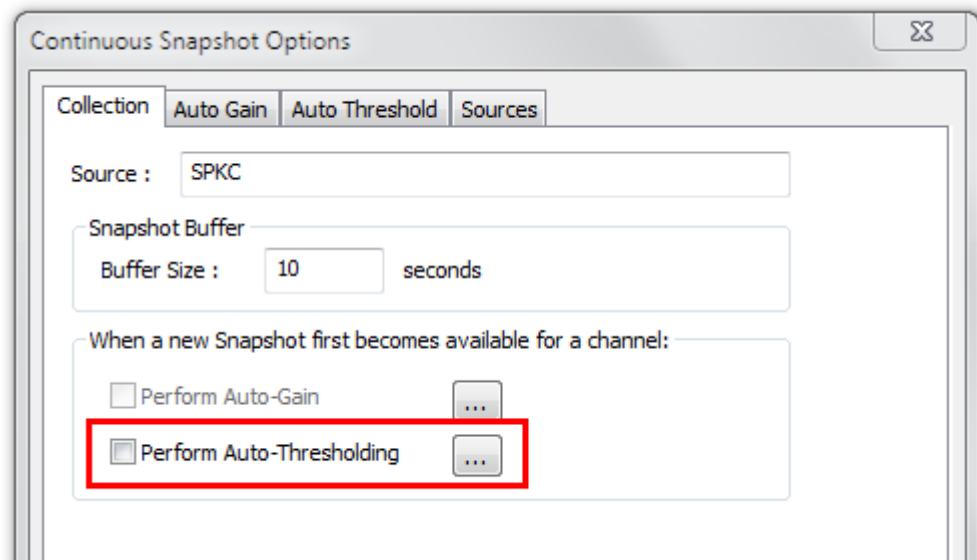 Continuous Snapshot Options
Collection Auto Gain Auto Threshold Sources
Source : SPKC
Snapshot Buffer
Buffer Size : 10 seconds
When a new Snapshot first becomes available for a channel:
Perform Auto-Gain ...
Perform Auto-Thresholding ...